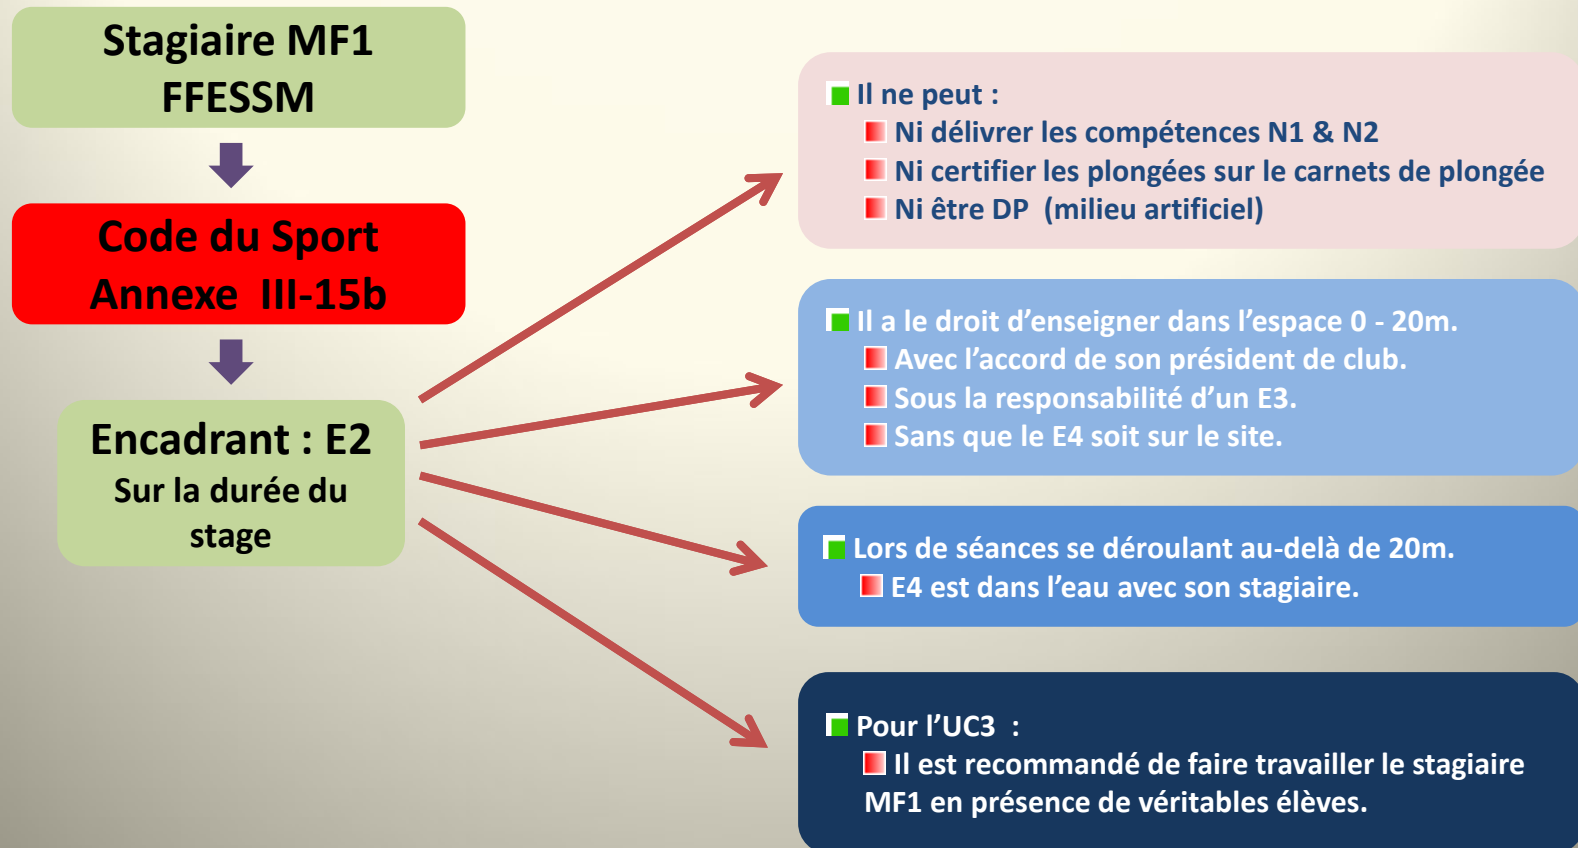 Stagiaire MF1
FFESSM
Code du Sport
Annexe III-15b
Encadrant : E2
Sur la durée du
stage
Il ne peut :
Ni délivrer les compétences N1 & N2
Ni certifier les plongées sur le carnets de plongée
Ni être DP (milieu artificiel)
Il a le droit d’enseigner dans l’espace 0 - 20m.
Avec l’accord de son président de club.
Sous la responsabilité d’un E3.
Sans que le E4 soit sur le site.
Lors de séances se déroulant au-delà de 20m.
E4 est dans l’eau avec son stagiaire.
Pour l’UC3 :
Il est recommandé de faire travailler le stagiaire
MF1 en présence de véritables élèves.